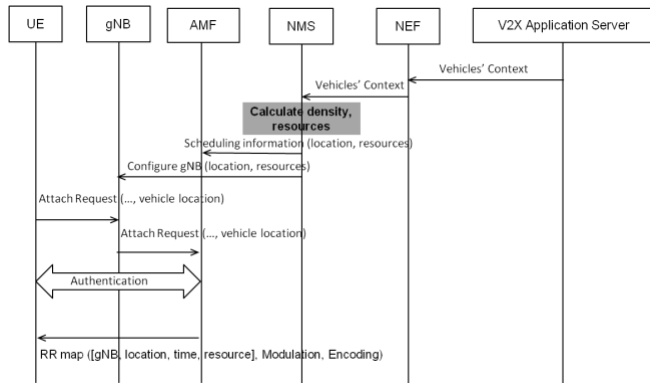 UE gNB AMF NMS NEF V2X Application Server
Vehicles' Context
Vehicles' Context
Calculate density,
resources
Scheduling information (location, resources)
Configure gNB (location, resources)
Attach Request (..., vehicle location)
Attach Request (..., vehicle location)
Authentication
RR map ([gNB, location, time, resource], Modulation, Encoding)